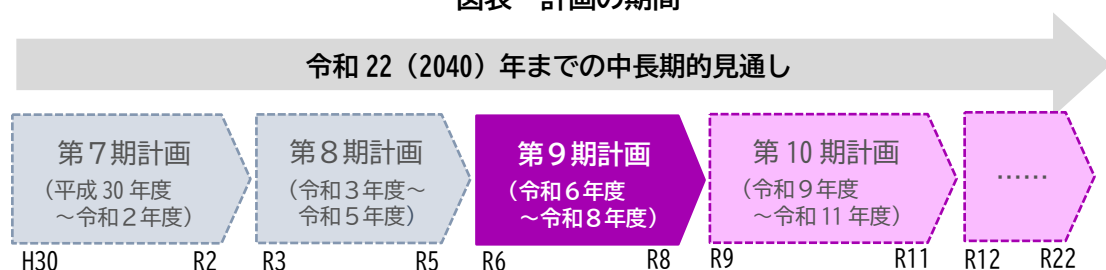 図表 計画の期間
令和 22（2040）年までの中長期的見通し
第７期計画
（平成 30 年度
～令和２年度）
第８期計画
（令和３年度～
令和５年度）
第９期計画
（令和６年度
～令和８年度）
第 10 期計画
（令和９年度
～令和 11 年度）
……
H30 R2 R3 R5 R6 R8 R9 R11 R12 R22